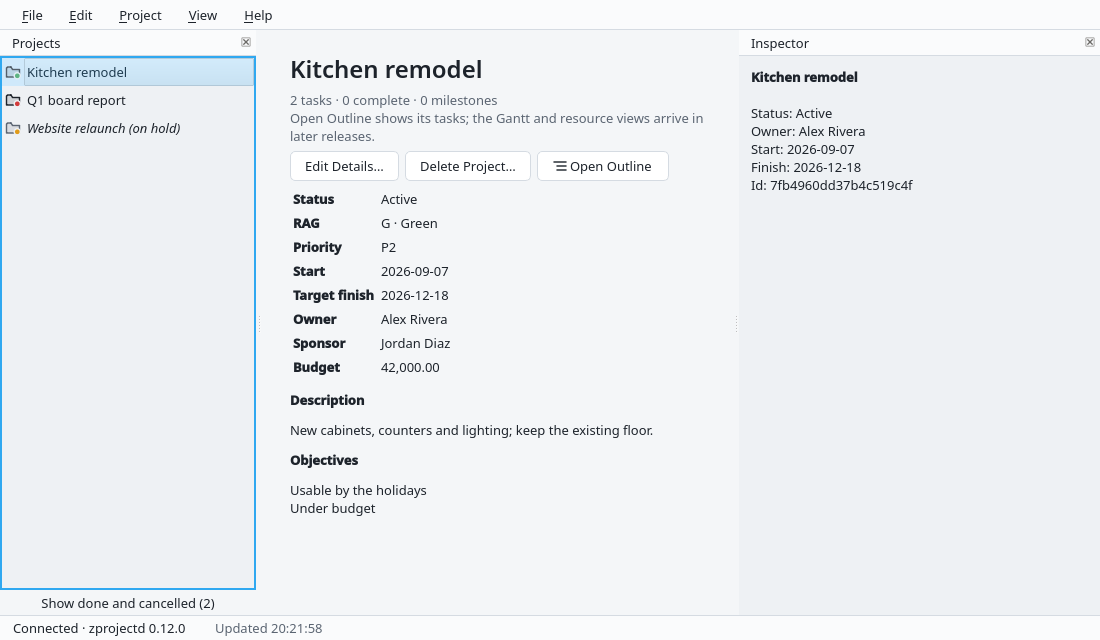 File Edit Project View Help
Projects
Kitchen remodel
Q1 board report
Website relaunch (on hold)
Show done and cancelled (2)
Kitchen remodel
2 tasks · 0 complete · 0 milestones
Open Outline shows its tasks; the Gantt and resource views arrive in
later releases.
Edit Details... Delete Project... Open Outline
Status Active
RAG G · Green
Priority P2
Start 2026-09-07
Target finish 2026-12-18
Owner Alex Rivera
Sponsor Jordan Diaz
Budget 42,000.00
Description
New cabinets, counters and lighting; keep the existing floor.
Objectives
Usable by the holidays
Under budget
Inspector
Kitchen remodel
Status: Active
Owner: Alex Rivera
Start: 2026-09-07
Finish: 2026-12-18
Id: 7fb4960dd37b4c519c4f
Connected · zprojectd 0.12.0 Updated 20:21:58